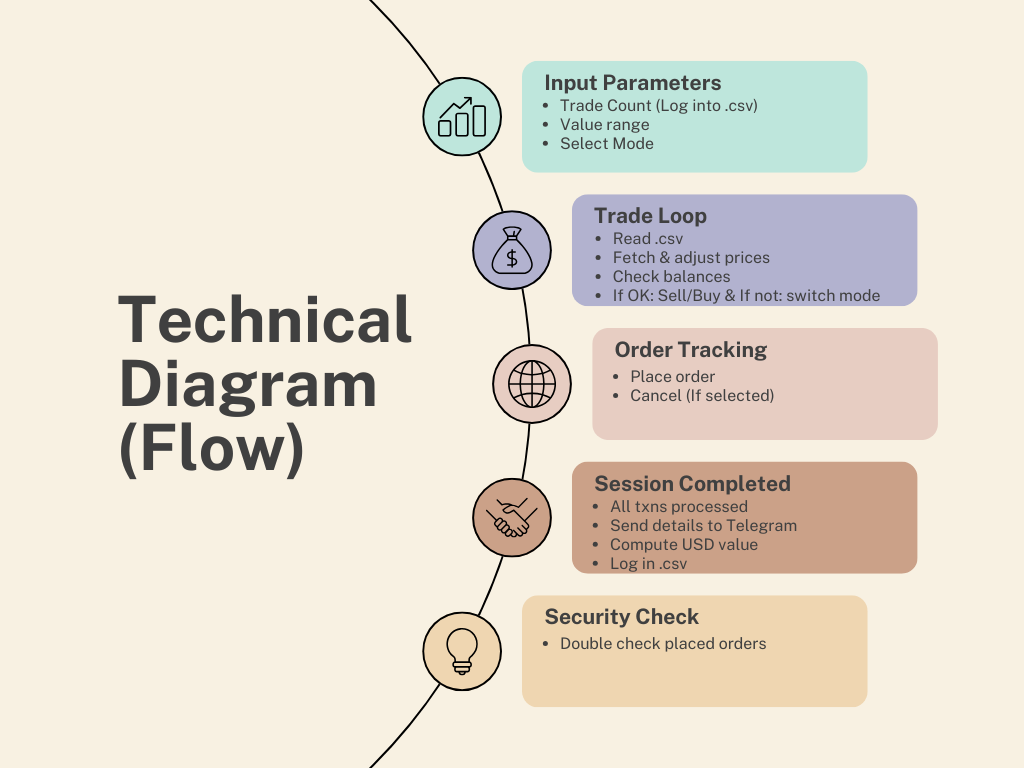 Technical
Diagram
(Flow)
Input Parameters
• Trade Count (Log into .csv)
• Value range
• Select Mode
Trade Loop
• Read .csv
• Fetch & adjust prices
• Check balances
• If OK: Sell/Buy & If not: switch mode
Order Tracking
• Place order
• Cancel (If selected)
Session Completed
• All txns processed
• Send details to Telegram
• Compute USD value
• Log in .csv
Security Check
• Double check placed orders